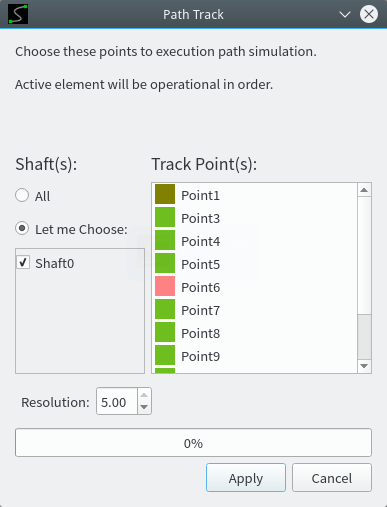 Path Track
Choose these points to execution path simulation.
Active element will be operational in order.
Shaft(s):
Track Point(s):
All
Let me Choose:
Shaft0
Point1
Point3
Point4
Point5
Point6
Point7
Point8
Point9
Resolution: 5.00
0%
Apply
Cancel